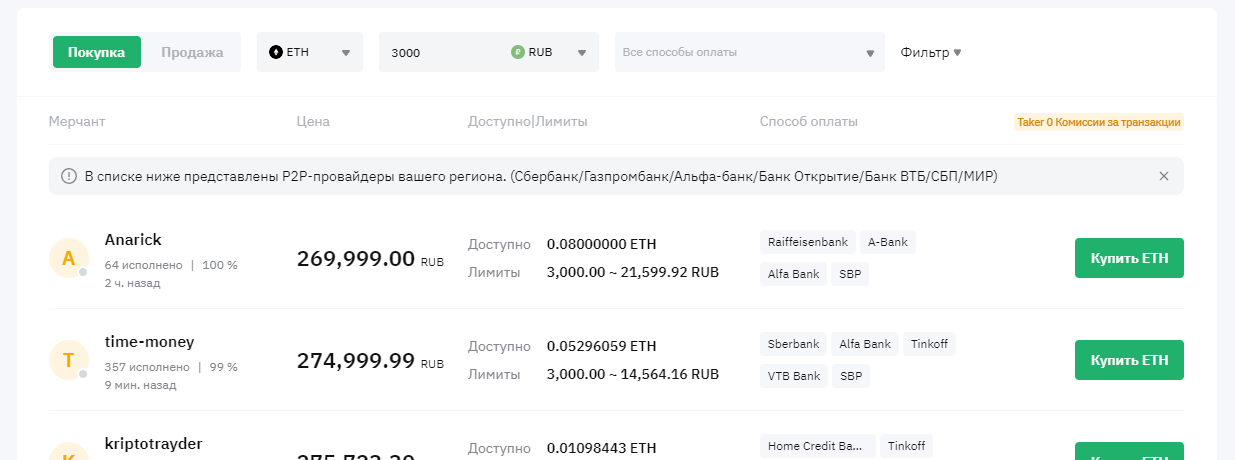 Покупка Продажа ETH 3000 RUB Все способы оплаты Фильтр
Мерчант Цена Доступно|Лимиты Способ оплаты Taker 0 Комиссии за транзакции
В списке ниже представлены P2P-провайдеры вашего региона. (Сбербанк/Газпромбанк/Альфа-банк/Банк Открытие/Банк ВТБ/СБП/МИР)
A
Anarick
64 исполнено | 100 %
2 ч. назад
269,999.00 RUB
Доступно 0.08000000 ETH
Лимиты 3,000.00 ~ 21,599.92 RUB
Raiffeisenbank A-Bank
Alfa Bank SBP
Купить ETH
T
time-money
357 исполнено | 99 %
9 мин. назад
274,999.99 RUB
Доступно 0.05296059 ETH
Лимиты 3,000.00 ~ 14,564.16 RUB
Sberbank Alfa Bank Tinkoff
VTB Bank SBP
Купить ETH
K
kriptotrayder
Доступно 0.01098443 ETH
Home Credit Ba... Tinkoff
Купить ETH